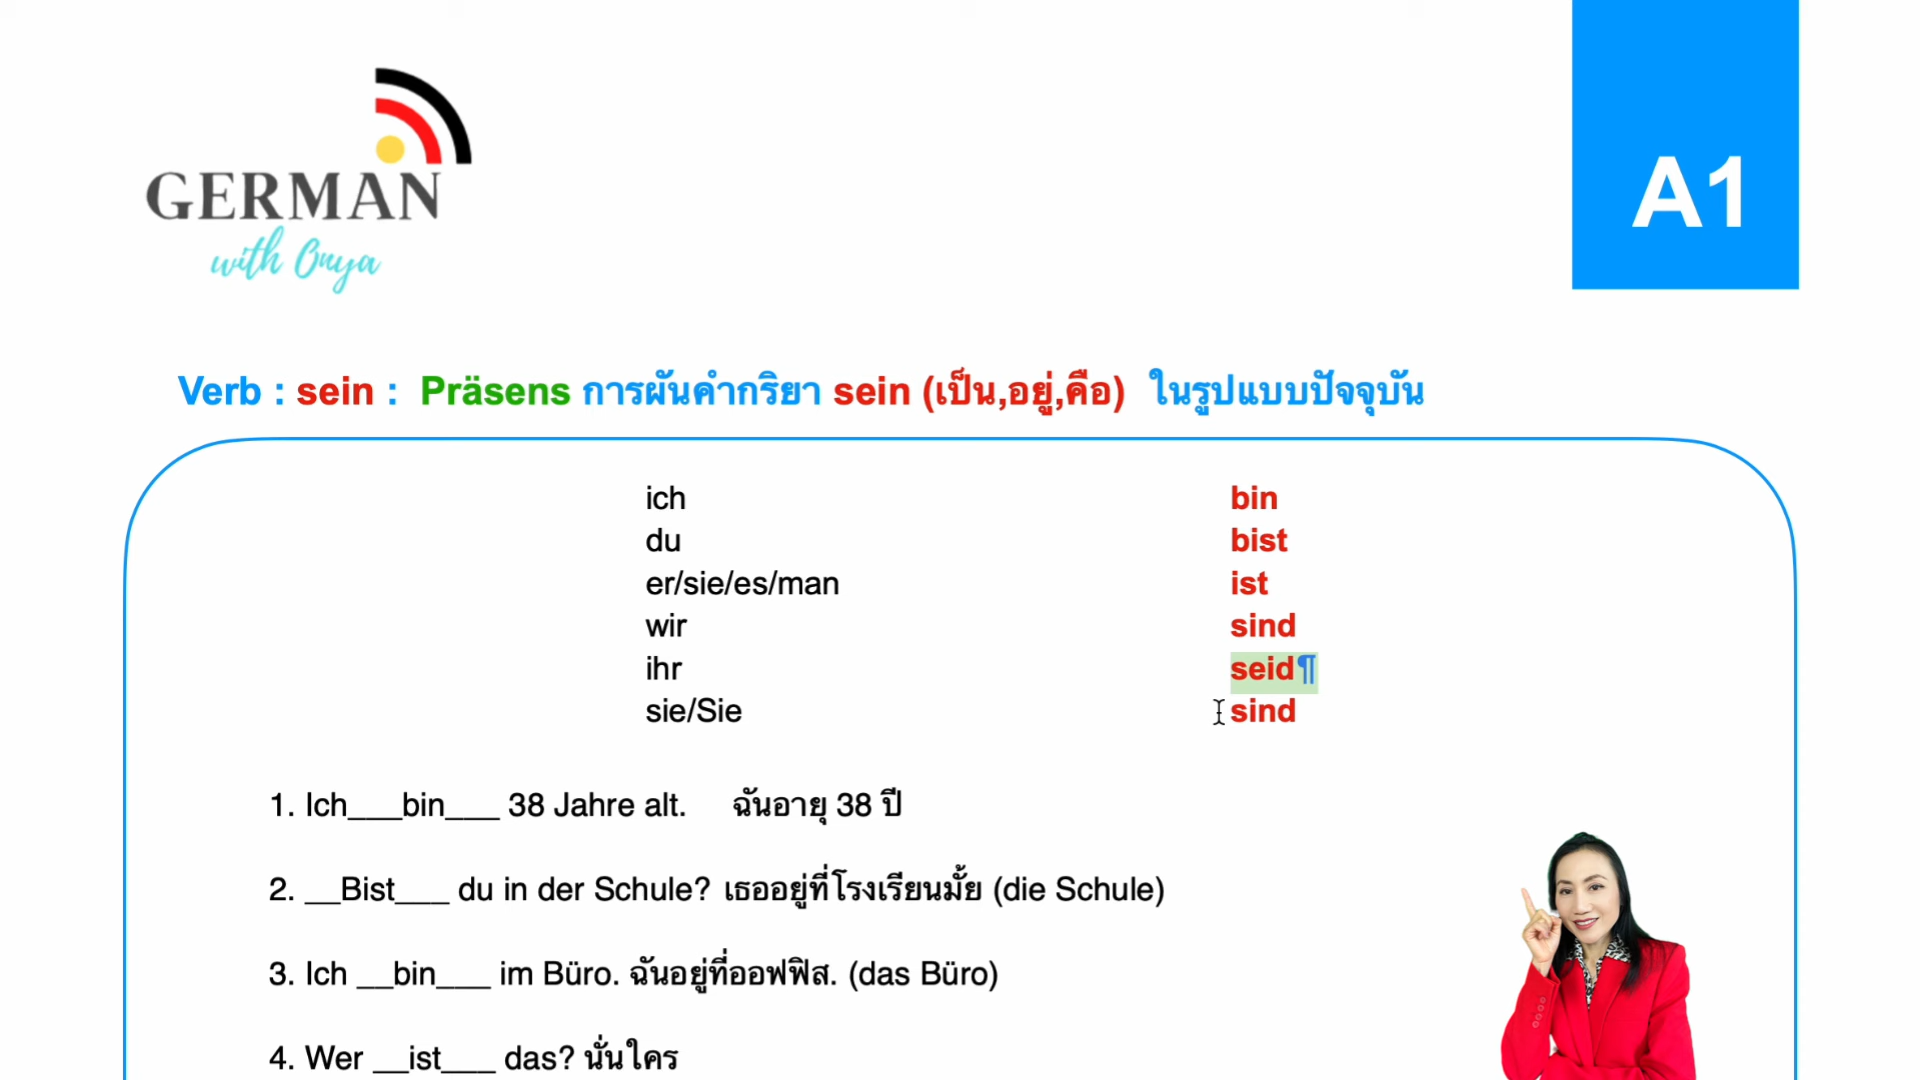 GERMAN
with Onya
A1
Verb : sein : Präsens การผันคำกริยา sein (เป็น,อยู่,คือ) ในรูปแบบปัจจุบัน
ich bin
du bist
er/sie/es/man ist
wir sind
ihr seid¶
sie/Sie sind
1. Ich___bin___ 38 Jahre alt. ฉันอายุ 38 ปี
2. __Bist___ du in der Schule? เธออยู่ที่โรงเรียนมั้ย (die Schule)
3. Ich __bin___ im Büro. ฉันอยู่ที่ออฟฟิส. (das Büro)
4. Wer __ist___ das? นั่นใคร